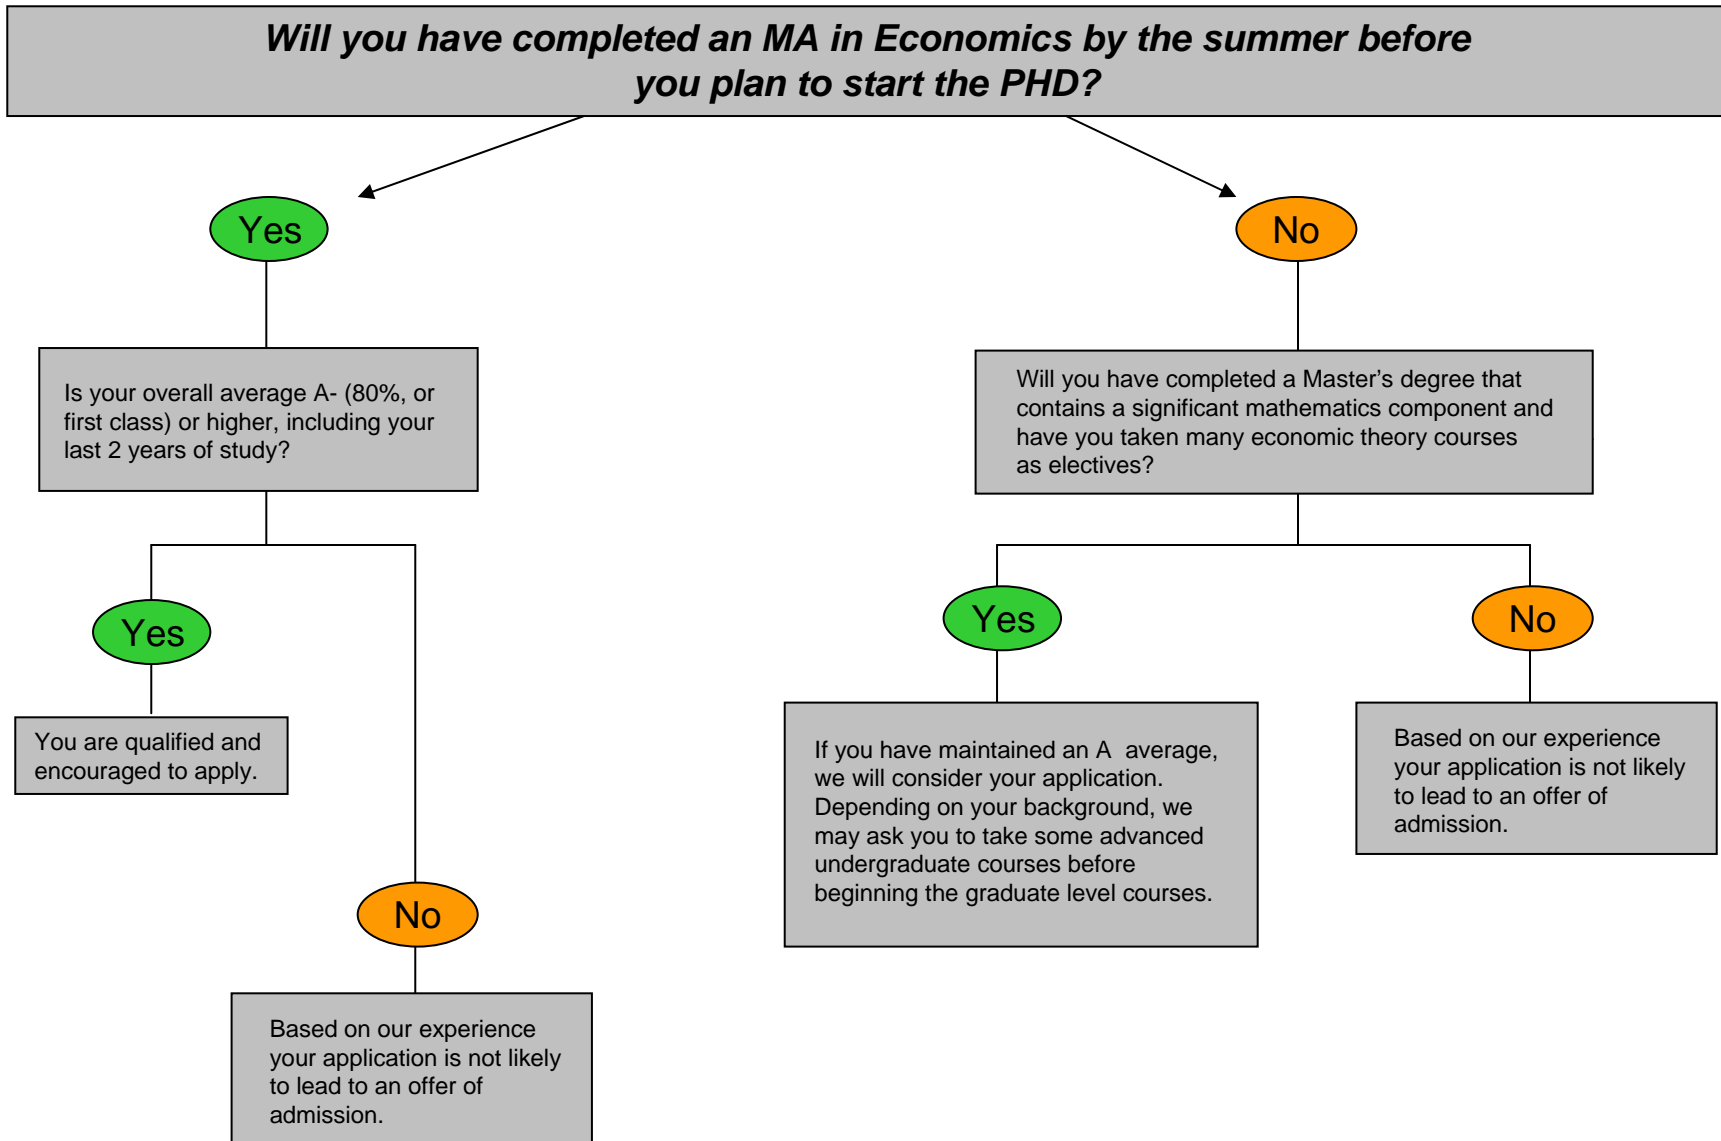 Will you have completed an MA in Economics by the summer before
you plan to start the PHD?
Yes
No
Is your overall average A- (80%, or
first class) or higher, including your
last 2 years of study?
Will you have completed a Master’s degree that
contains a significant mathematics component and
have you taken many economic theory courses
as electives?
Yes
No
Yes
No
You are qualified and
encouraged to apply.
Based on our experience
your application is not likely
to lead to an offer of
admission.
If you have maintained an A average,
we will consider your application.
Depending on your background, we
may ask you to take some advanced
undergraduate courses before
beginning the graduate level courses.
Based on our experience
your application is not likely
to lead to an offer of
admission.